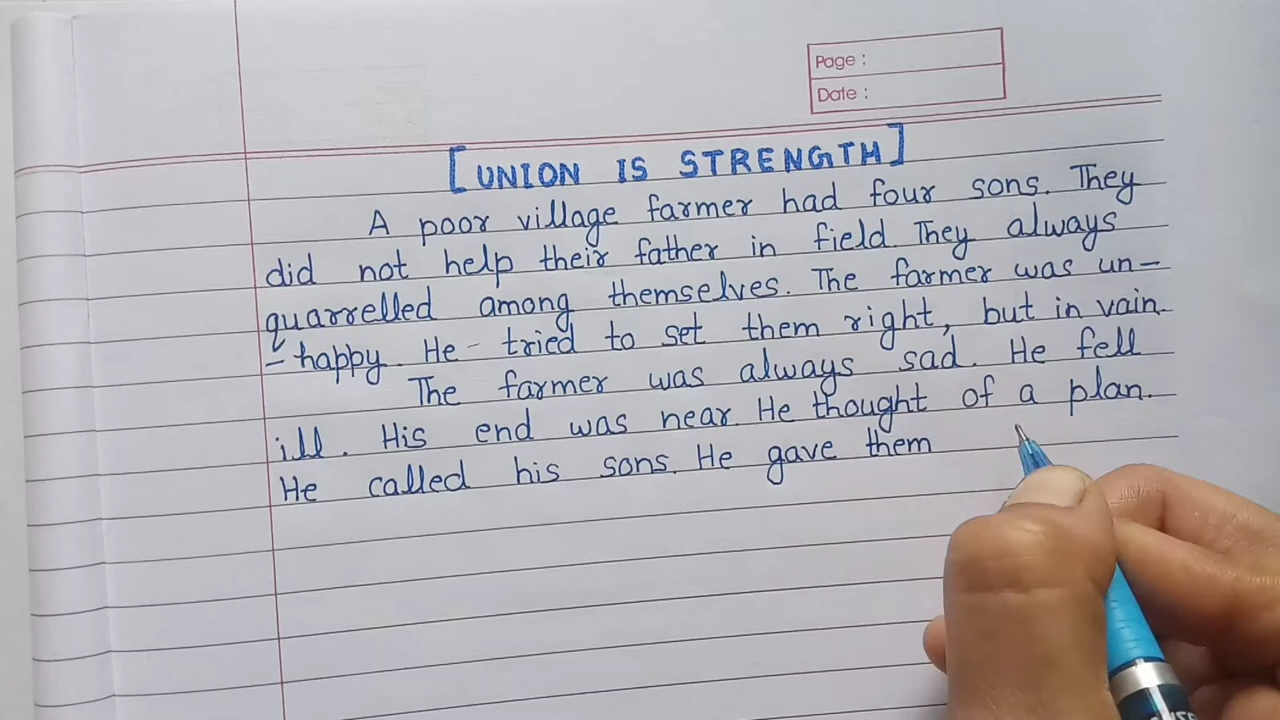 Page :
Date :
[UNION IS STRENGTH]
A poor village farmer had four sons. They
did not help their father in field. They always
quarrelled among themselves. The farmer was un-
-happy. He tried to set them right, but in vain.
The farmer was always sad. He fell
ill. His end was near. He thought of a plan.
He called his sons. He gave them